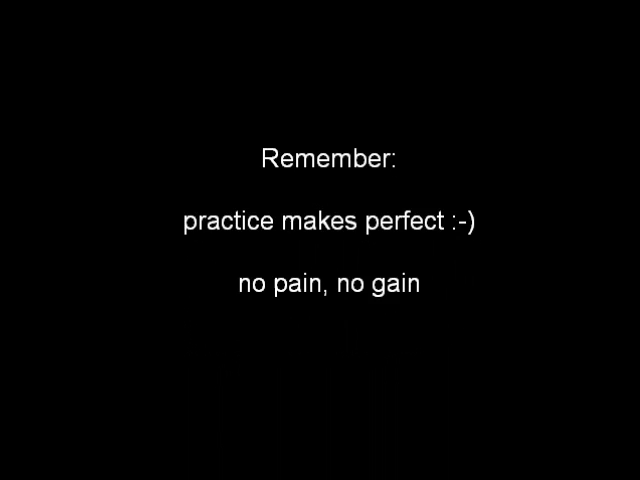 Remember:
practice makes perfect :-)
no pain, no gain